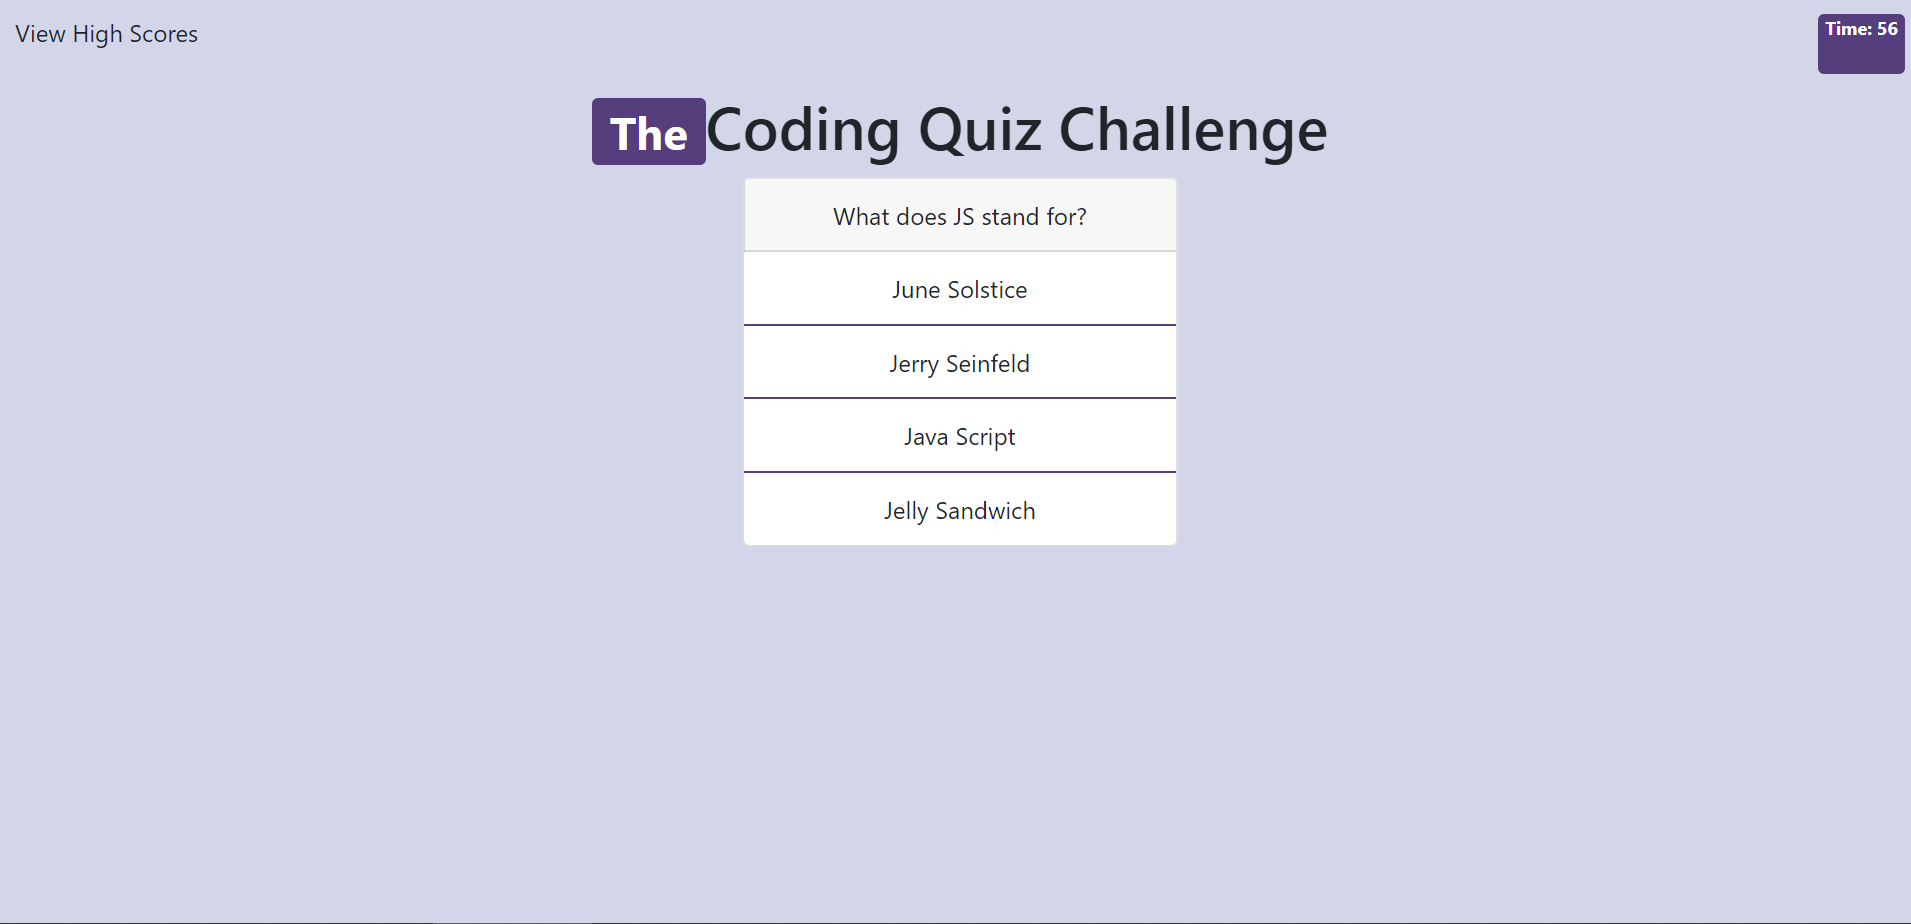 View High Scores
Time: 56
The Coding Quiz Challenge
What does JS stand for?
June Solstice
Jerry Seinfeld
Java Script
Jelly Sandwich